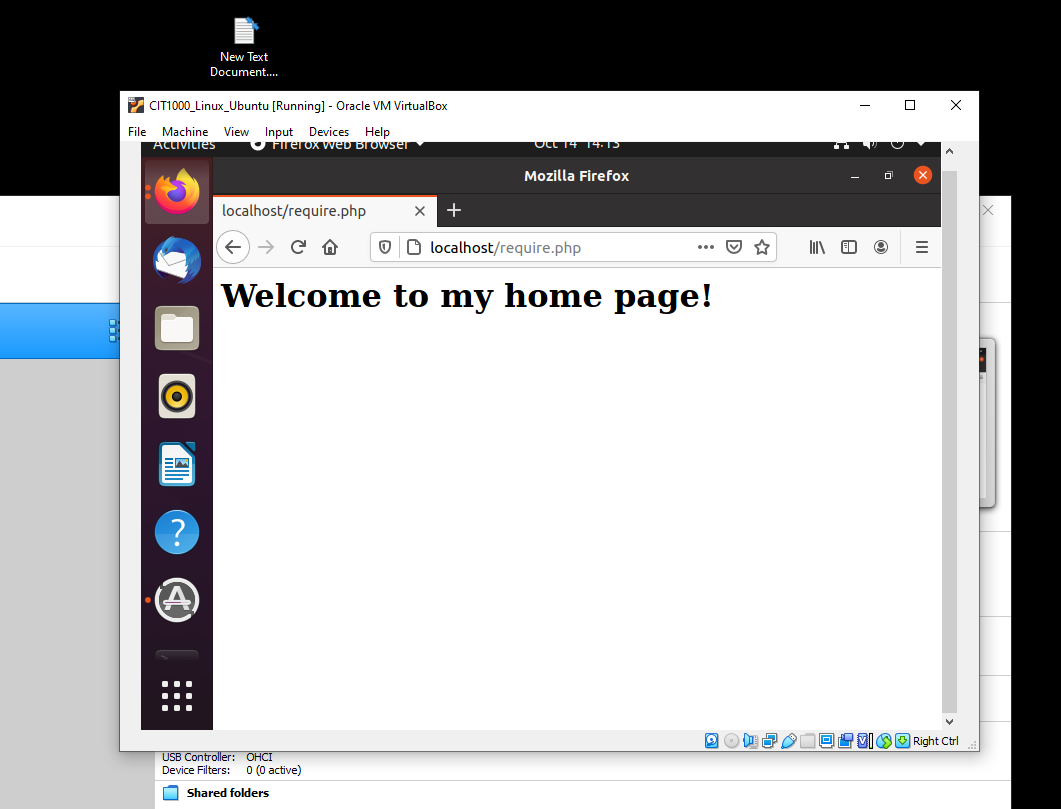 New Text
Document....
CIT1000_Linux_Ubuntu [Running] - Oracle VM VirtualBox
File Machine View Input Devices Help
Activities Firefox Web Browser Oct 14 14:13
Mozilla Firefox
localhost/require.php
localhost/require.php
Welcome to my home page!
Right Ctrl
USB Controller: OHCI
Device Filters: 0 (0 active)
Shared folders